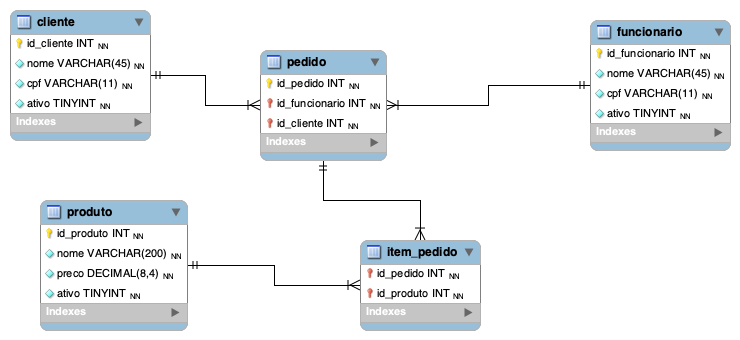 cliente
id_cliente INT NN
nome VARCHAR(45) NN
cpf VARCHAR(11) NN
ativo TINYINT NN
Indexes
pedido
id_pedido INT NN
id_funcionario INT NN
id_cliente INT NN
Indexes
funcionario
id_funcionario INT NN
nome VARCHAR(45) NN
cpf VARCHAR(11) NN
ativo TINYINT NN
Indexes
produto
id_produto INT NN
nome VARCHAR(200) NN
preco DECIMAL(8,4) NN
ativo TINYINT NN
Indexes
item_pedido
id_pedido INT NN
id_produto INT NN
Indexes